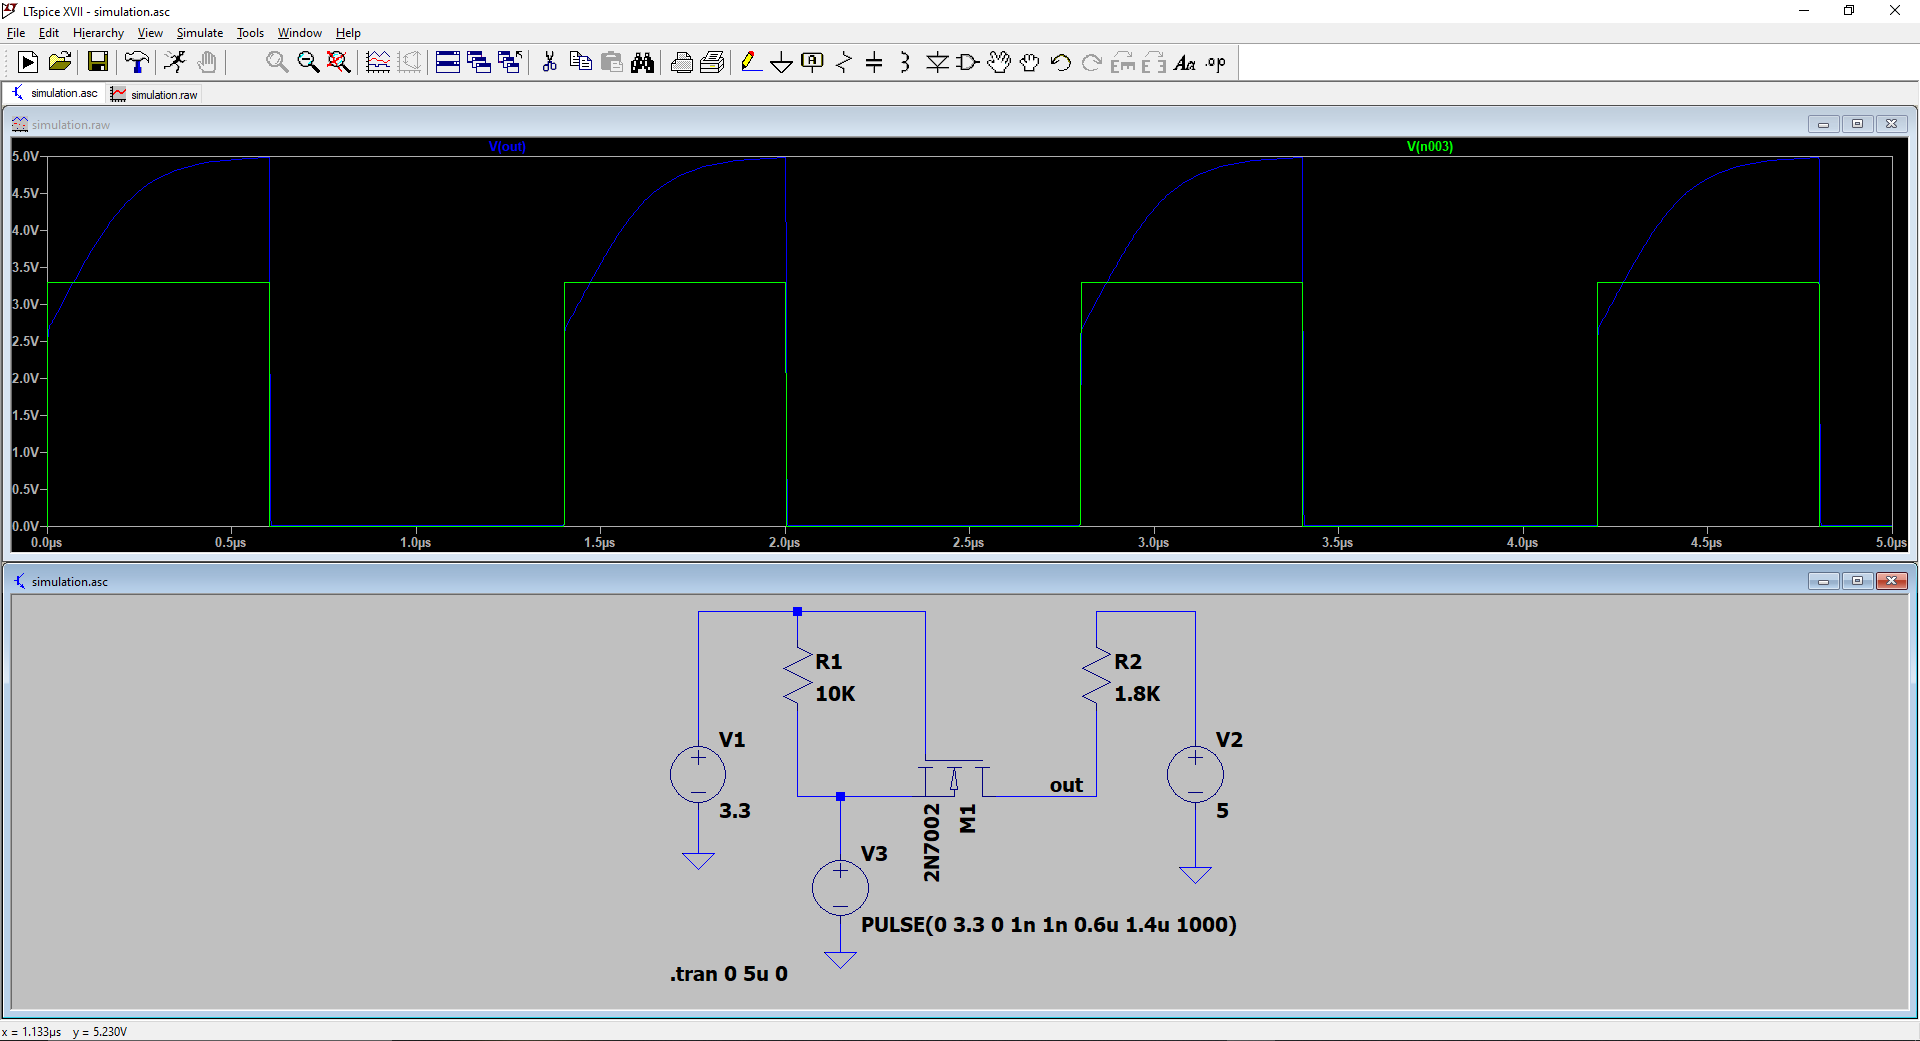 LTspice XVII - simulation.asc
File Edit Hierarchy View Simulate Tools Window Help
simulation.asc simulation.raw
simulation.raw
V(out) V(n003)
5.0V
4.5V
4.0V
3.5V
3.0V
2.5V
2.0V
1.5V
1.0V
0.5V
0.0V
0.0µs 0.5µs 1.0µs 1.5µs 2.0µs 2.5µs 3.0µs 3.5µs 4.0µs 4.5µs 5.0µs
simulation.asc
R1
10K
R2
1.8K
V1
3.3
V2
5
out
M1
2N7002
V3
PULSE(0 3.3 0 1n 1n 0.6u 1.4u 1000)
.tran 0 5u 0
x = 1.133µs y = 5.230V